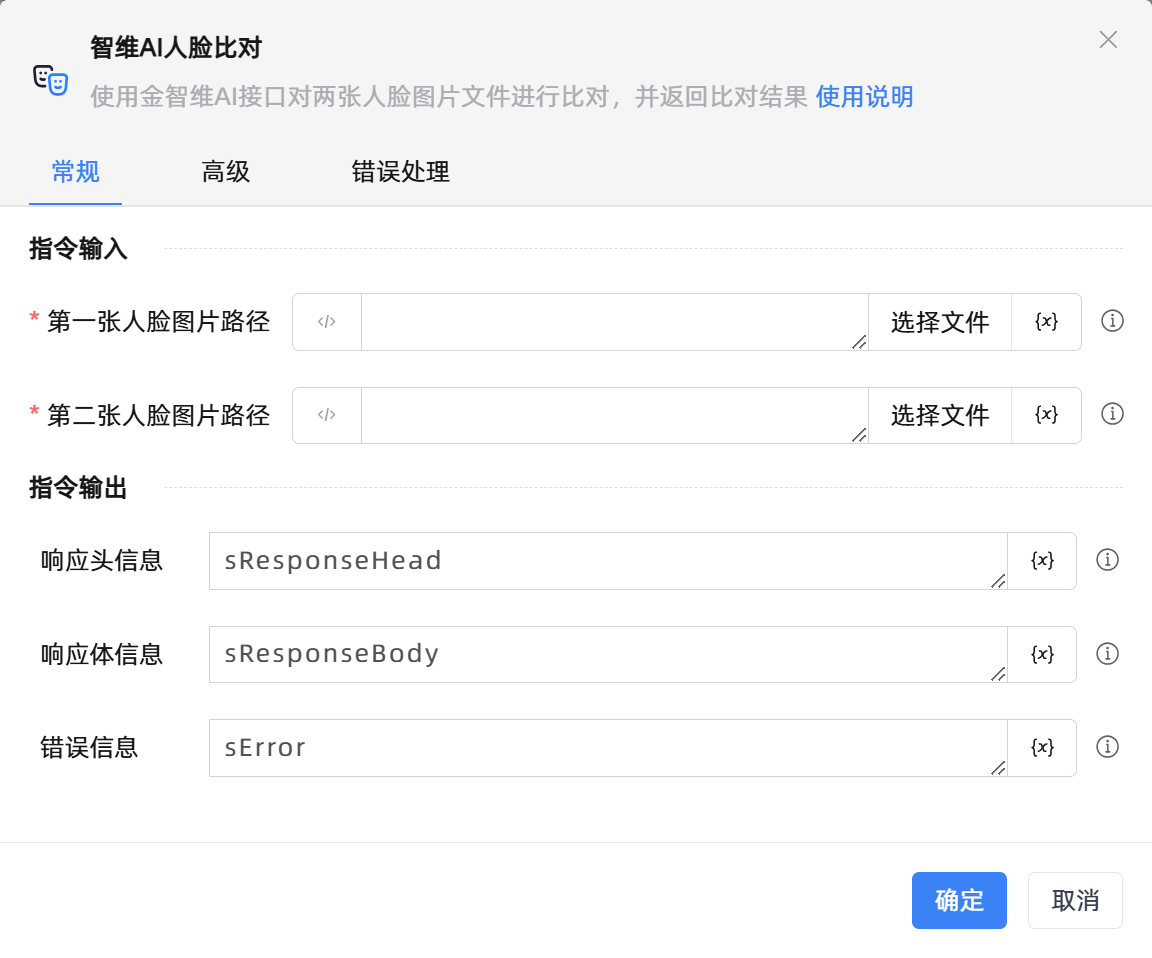 智维AI人脸比对
使用金智维AI接口对两张人脸图片文件进行比对，并返回比对结果 使用说明
常规 高级 错误处理
指令输入
* 第一张人脸图片路径 </> 选择文件 {x}
* 第二张人脸图片路径 </> 选择文件 {x}
指令输出
响应头信息 sResponseHead {x}
响应体信息 sResponseBody {x}
错误信息 sError {x}
确定 取消